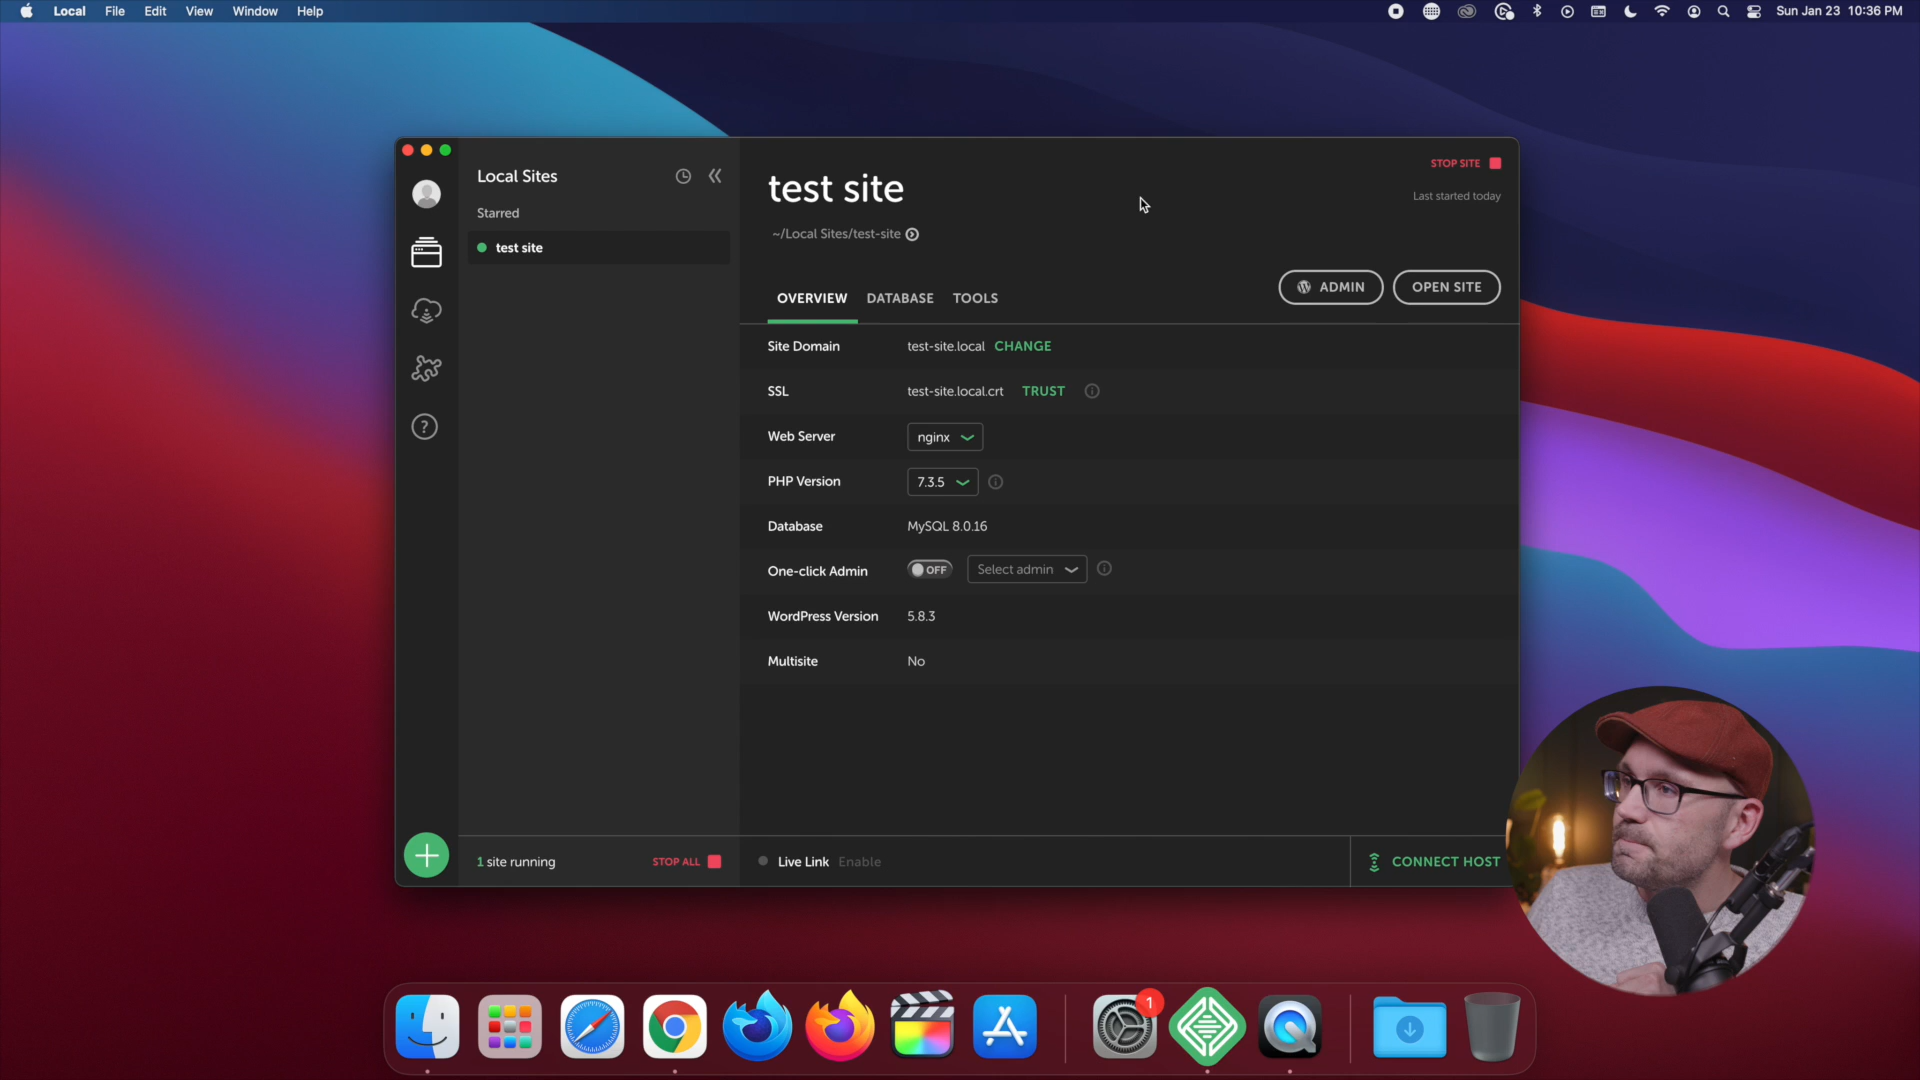 Local File Edit View Window Help
Sun Jan 23 10:36 PM
Local Sites
Starred
test site
1 site running
STOP ALL
test site
~/Local Sites/test-site
STOP SITE
Last started today
OVERVIEW DATABASE TOOLS
ADMIN
OPEN SITE
Site Domain test-site.local CHANGE
SSL test-site.local.crt TRUST
Web Server nginx
PHP Version 7.3.5
Database MySQL 8.0.16
One-click Admin OFF Select admin
WordPress Version 5.8.3
Multisite No
Live Link Enable
CONNECT HOST
1